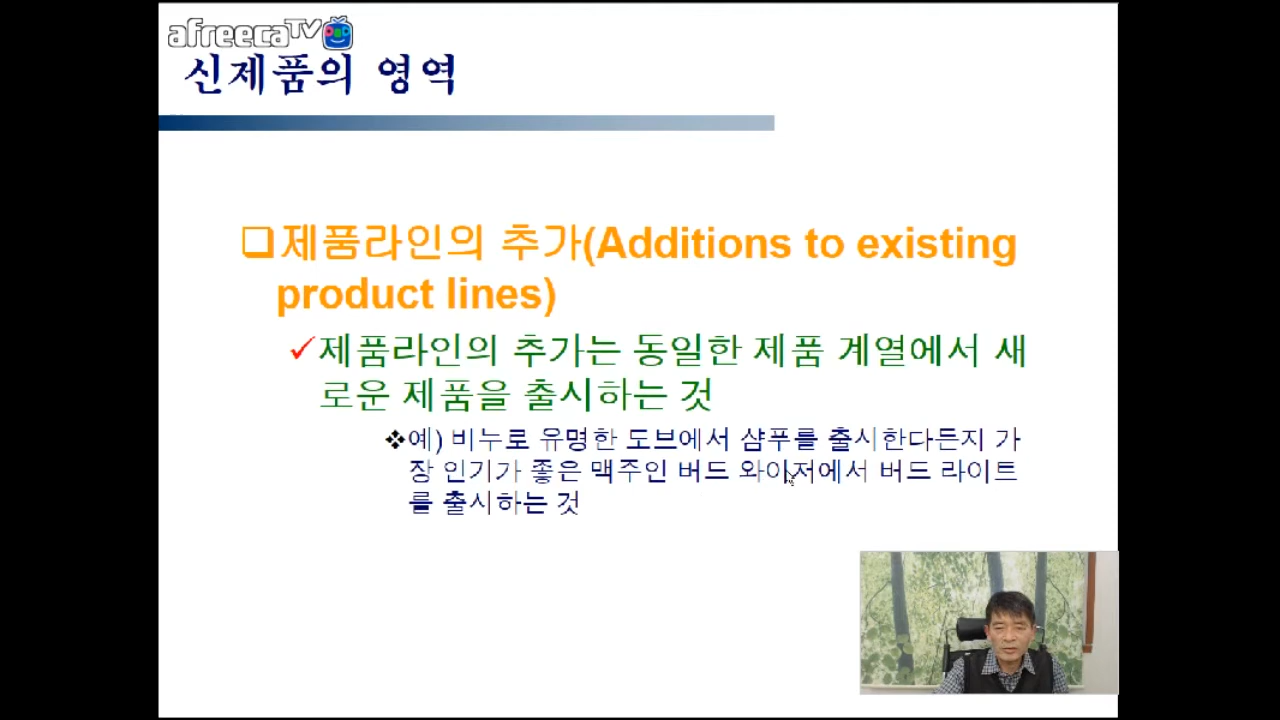 afreecaTV
신제품의 영역
❑제품라인의 추가(Additions to existing
product lines)
✓제품라인의 추가는 동일한 제품 계열에서 새
로운 제품을 출시하는 것
❖예) 비누로 유명한 도브에서 샴푸를 출시한다든지 가
장 인기가 좋은 맥주인 버드 와이저에서 버드 라이트
를 출시하는 것